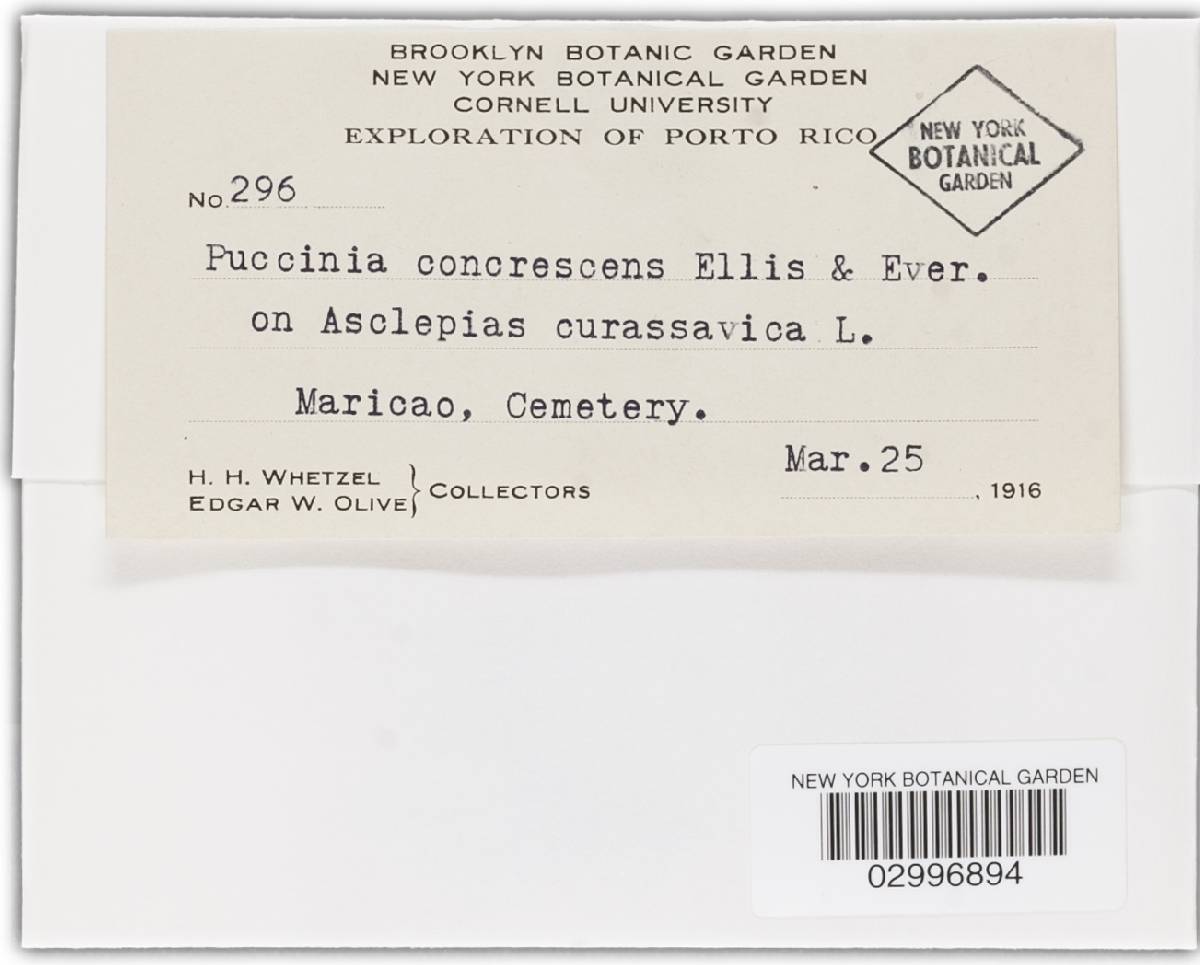 BROOKLYN BOTANIC GARDEN
NEW YORK BOTANICAL GARDEN
CORNELL UNIVERSITY
EXPLORATION OF PORTO RICO
NEW YORK
BOTANICAL
GARDEN
No. 296
Puccinia concrescens Ellis & Ever.
on Asclepias curassavica L.
Maricao, Cemetery.
Mar.25
, 1916
H. H. WHETZEL
EDGAR W. OLIVE
} COLLECTORS
NEW YORK BOTANICAL GARDEN
02996894